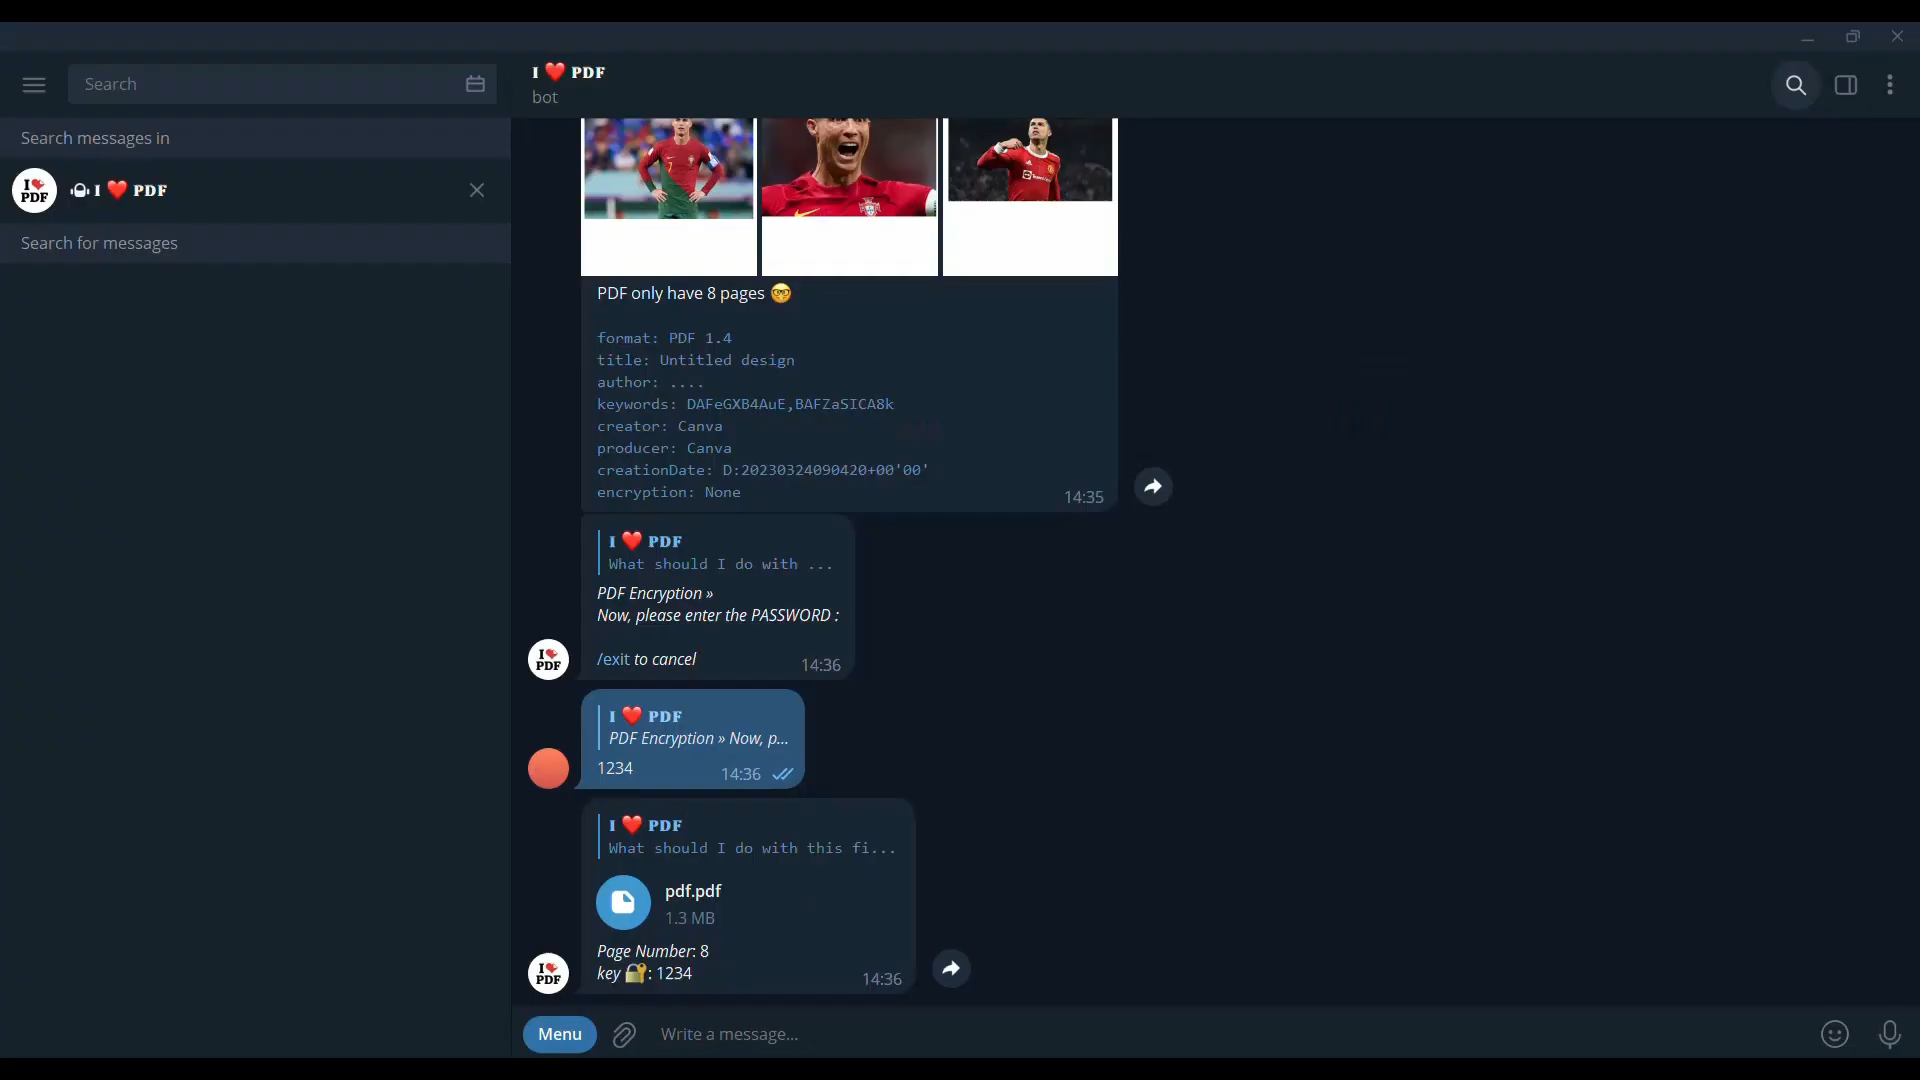 I ❤️ PDF
bot
Search
Search messages in
I ❤️ PDF
I ❤️ PDF
Search for messages
PDF only have 8 pages 🤓
format: PDF 1.4
title: Untitled design
author: ....
keywords: DAFeGXB4AuE,BAFZaSICA8k
creator: Canva
producer: Canva
creationDate: D:20230324090420+00'00'
encryption: None
14:35
I ❤️ PDF
What should I do with ...
PDF Encryption »
Now, please enter the PASSWORD :
/exit to cancel
14:36
I ❤️ PDF
I ❤️ PDF
PDF Encryption » Now, p...
1234
14:36
I ❤️ PDF
What should I do with this fi...
pdf.pdf
1.3 MB
Page Number: 8
key 🔐: 1234
14:36
I ❤️ PDF
Menu
Write a message...